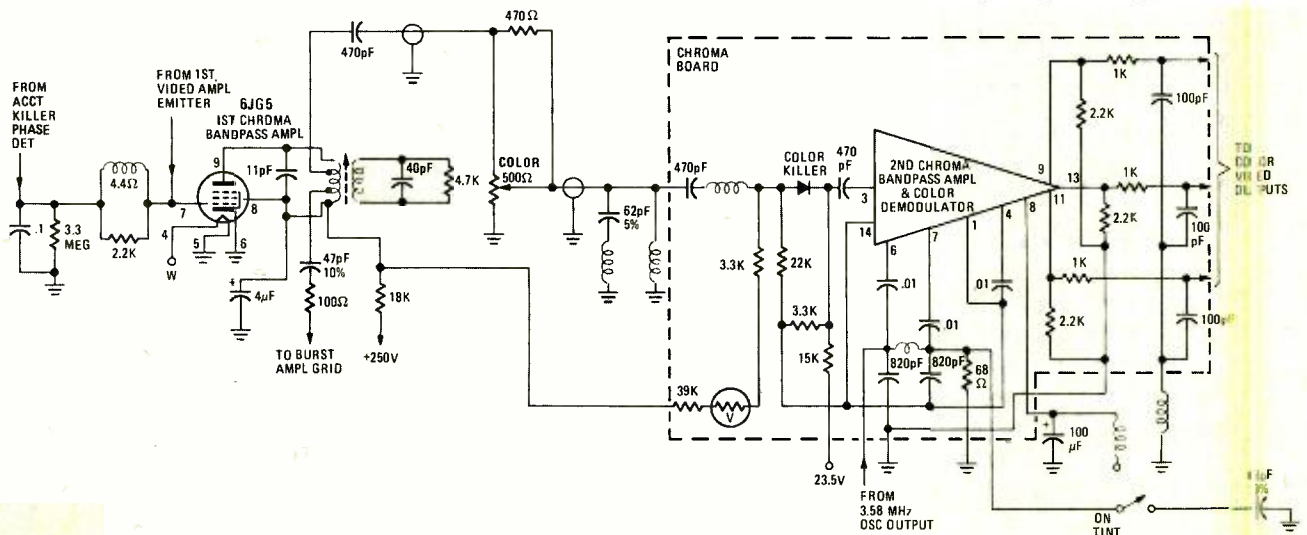 FROM
ACCT
KILLER
PHASE
DET
.1
3.3
MEG
4.4Ω
2.2K
FROM 1ST
VIDEO AMPL
EMITTER
6JG5
1ST CHROMA
BANDPASS AMPL
9
7
8
4
5
6
W
11pF
4μF
47pF
10%
100Ω
TO BURST
AMPL GRID
18K
+250V
40pF
4.7K
470pF
470Ω
COLOR
500Ω
62pF
5%
CHROMA
BOARD
470pF
COLOR
KILLER
470
pF
3.3K
22K
3.3K
15K
39K
V
23.5V
2ND CHROMA
BANDPASS AMPL
& COLOR
DEMODULATOR
3
14
6
7
1
4
8
9
13
11
.01
.01
.01
820pF
820pF
68
Ω
FROM
3.58 MHz
OSC OUTPUT
1K
2.2K
100pF
1K
2.2K
100
pF
1K
2.2K
100pF
100
μF
ON
TINT
VIDEO